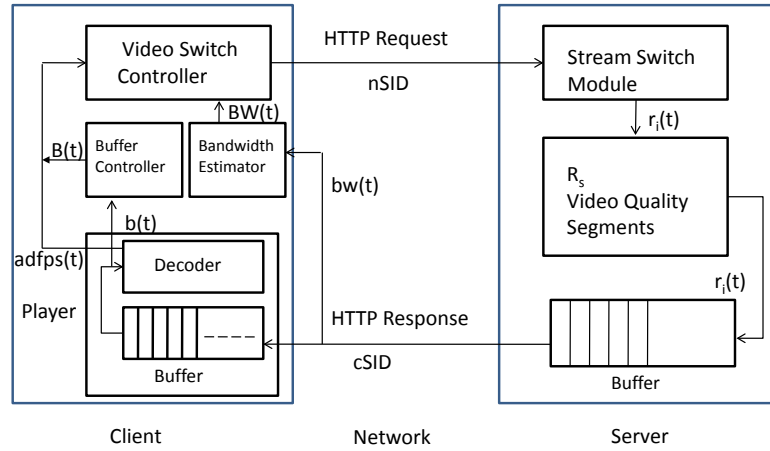 Video Switch
Controller
HTTP Request
nSID
Stream Switch
Module
BW(t)
r_i(t)
B(t)
Buffer
Controller
Bandwidth
Estimator
bw(t)
R_s
Video Quality
Segments
b(t)
adfps(t)
Decoder
Player
r_i(t)
HTTP Response
cSID
Buffer
Buffer
Client
Network
Server